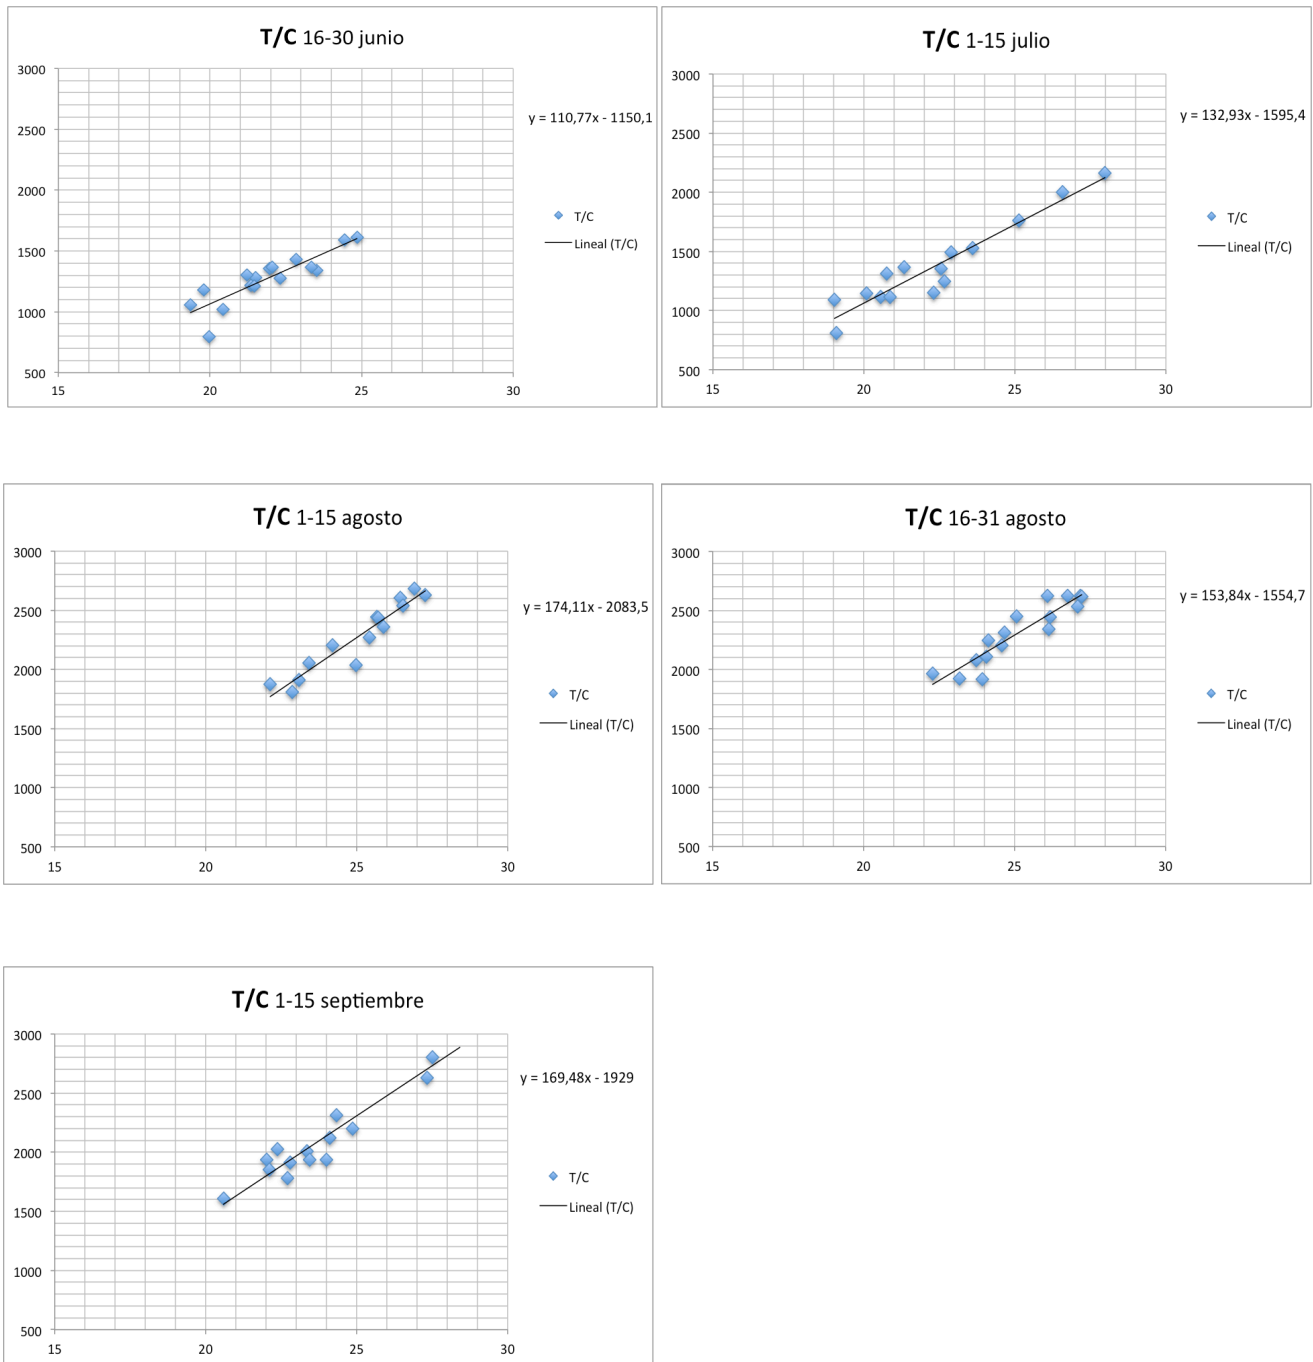 T/C 16-30 junio
3000
2500
2000
1500
1000
500
15 20 25 30
y = 110,77x - 1150,1
T/C
Lineal (T/C)
T/C 1-15 julio
3000
2500
2000
1500
1000
500
15 20 25 30
y = 132,93x - 1595,4
T/C
Lineal (T/C)
T/C 1-15 agosto
3000
2500
2000
1500
1000
500
15 20 25 30
y = 174,11x - 2083,5
T/C
Lineal (T/C)
T/C 16-31 agosto
3000
2500
2000
1500
1000
500
15 20 25 30
y = 153,84x - 1554,7
T/C
Lineal (T/C)
T/C 1-15 septiembre
3000
2500
2000
1500
1000
500
15 20 25 30
y = 169,48x - 1929
T/C
Lineal (T/C)